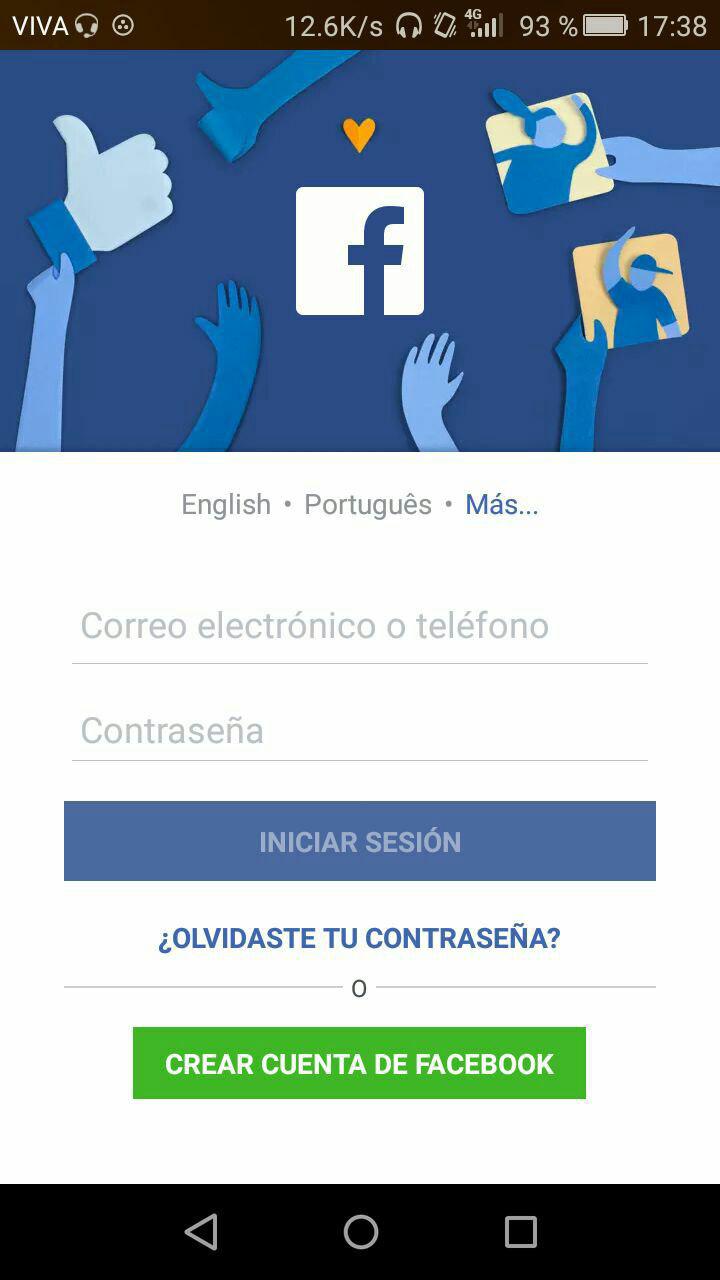 VIVA 12.6K/s 4G 93 % 17:38
f
English • Português • Más...
Correo electrónico o teléfono
Contraseña
INICIAR SESIÓN
¿OLVIDASTE TU CONTRASEÑA?
O
CREAR CUENTA DE FACEBOOK